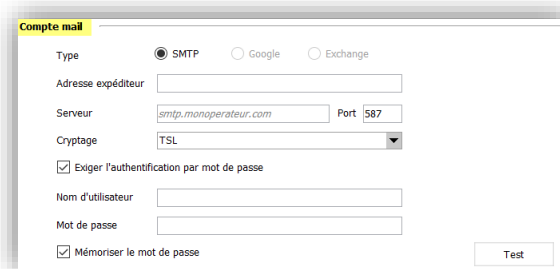 Compte mail
Type SMTP Google Exchange
Adresse expéditeur
Serveur smtp.monoperateur.com Port 587
Cryptage TSL
Exiger l'authentification par mot de passe
Nom d'utilisateur
Mot de passe
Mémoriser le mot de passe Test